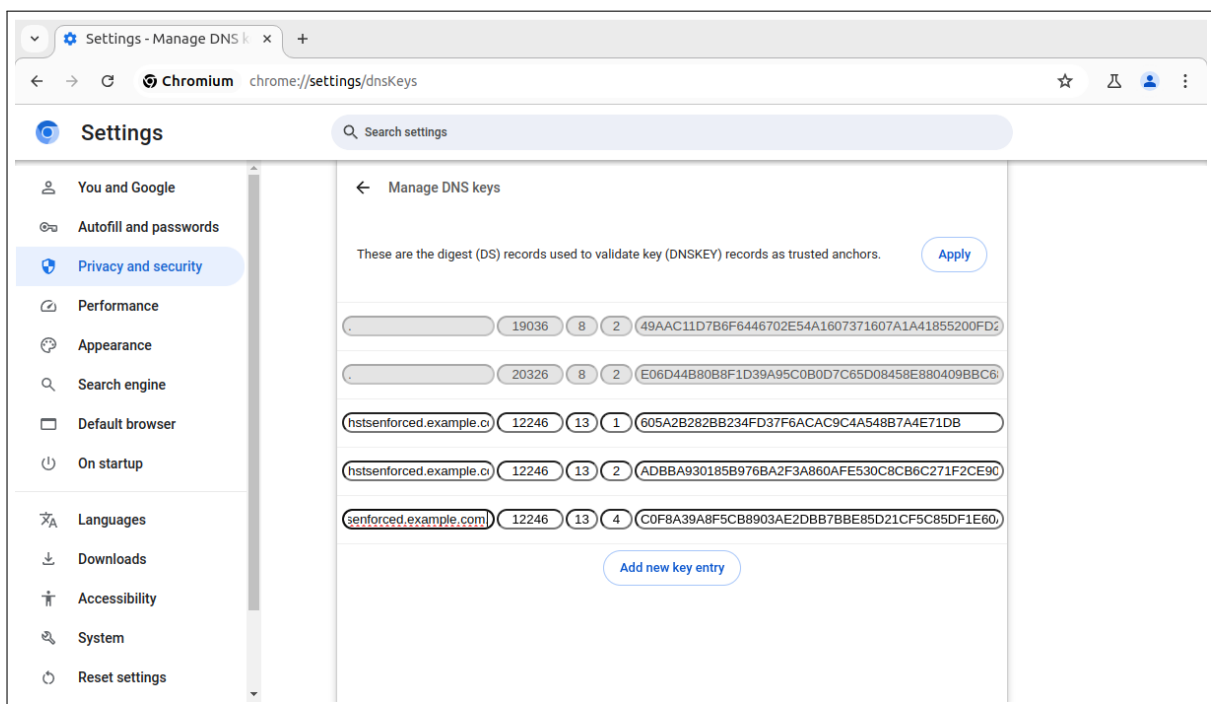 Settings - Manage DNS k
Chromium chrome://settings/dnsKeys
Settings
Search settings
You and Google
Autofill and passwords
Privacy and security
Performance
Appearance
Search engine
Default browser
On startup
Languages
Downloads
Accessibility
System
Reset settings
Manage DNS keys
These are the digest (DS) records used to validate key (DNSKEY) records as trusted anchors.
Apply
. 19036 8 2 49AAC11D7B6F6446702E54A1607371607A1A41855200FD2
. 20326 8 2 E06D44B80B8F1D39A95C0B0D7C65D08458E880409BBC68
hstsenforced.example.co 12246 13 1 605A2B282BB234FD37F6ACAC9C4A548B7A4E71DB
hstsenforced.example.co 12246 13 2 ADBBA930185B976BA2F3A860AFE530C8CB6C271F2CE90
senforced.example.com. 12246 13 4 C0F8A39A8F5CB8903AE2DBB7BBE85D21CF5C85DF1E60A
Add new key entry